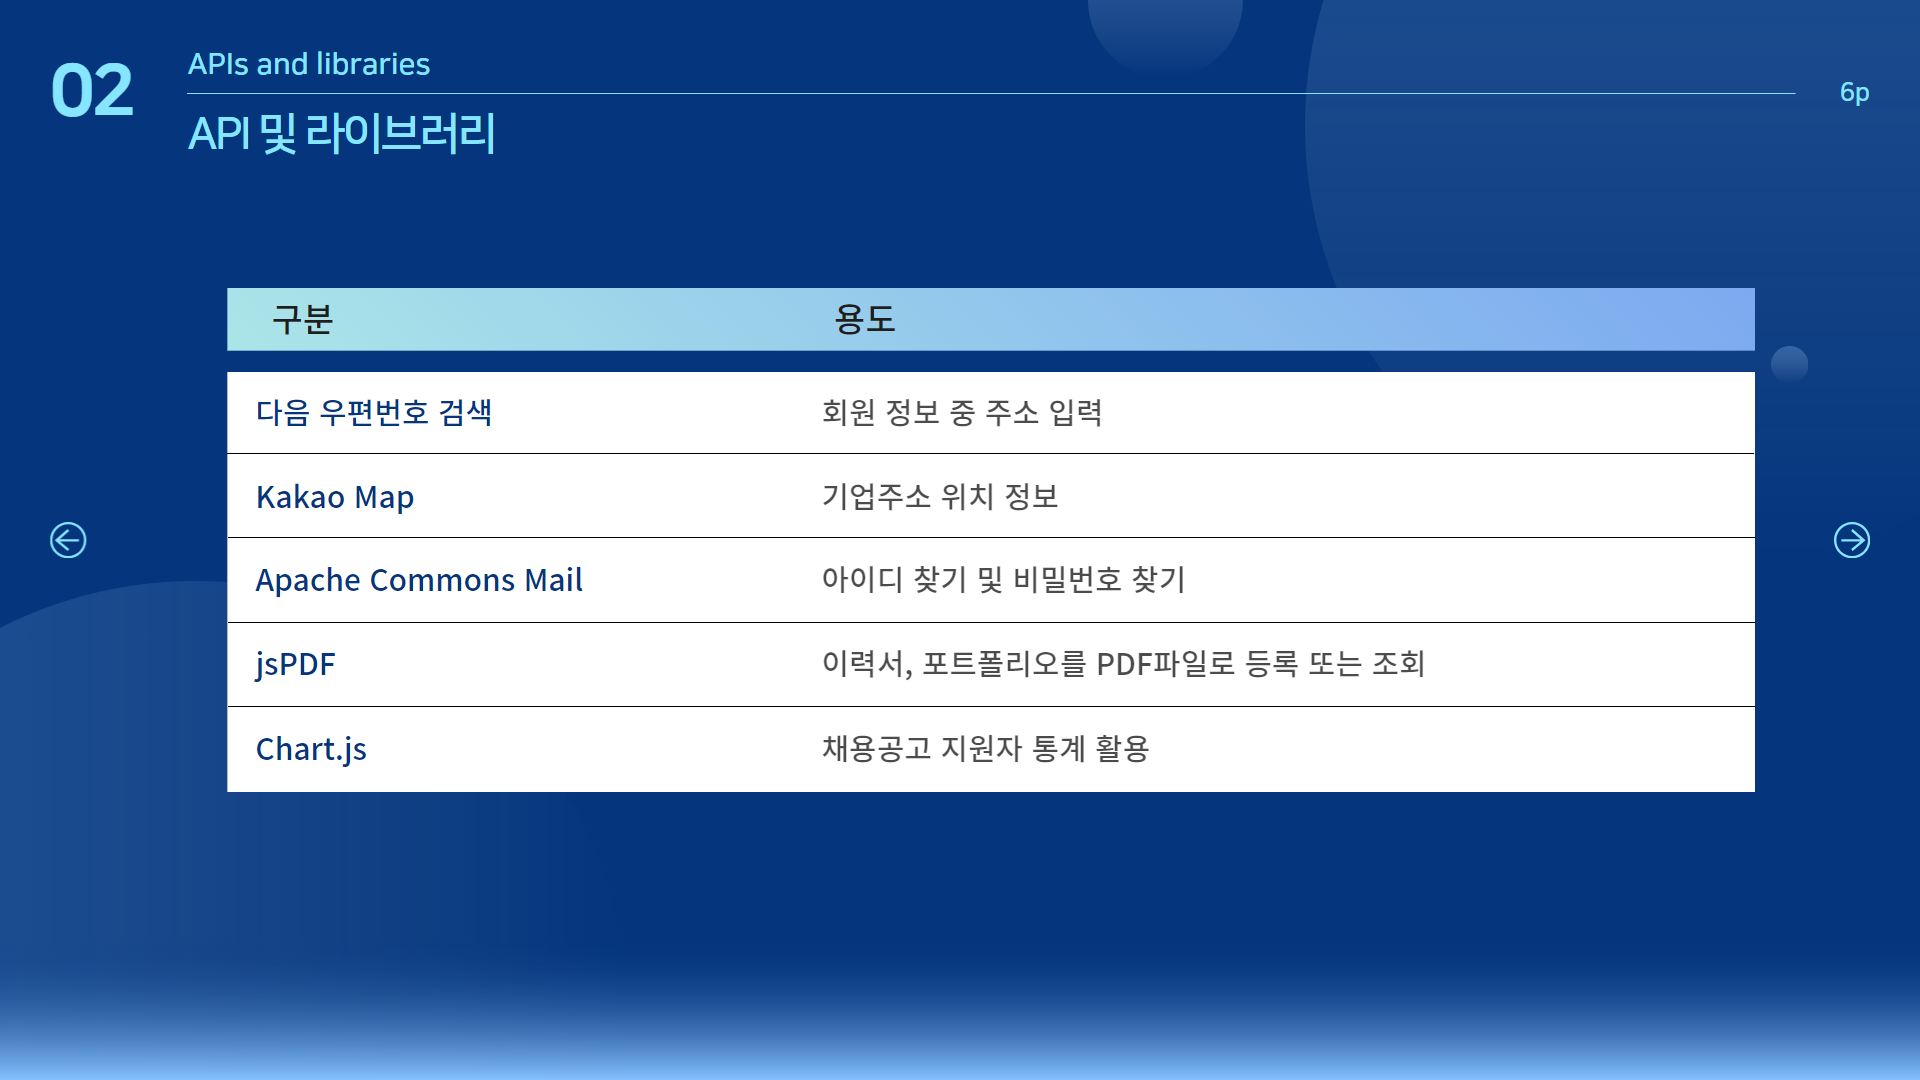 02
APIs and libraries
6p
API 및 라이브러리
구분 용도
다음 우편번호 검색 회원 정보 중 주소 입력
Kakao Map 기업주소 위치 정보
Apache Commons Mail 아이디 찾기 및 비밀번호 찾기
jsPDF 이력서, 포트폴리오를 PDF파일로 등록 또는 조회
Chart.js 채용공고 지원자 통계 활용